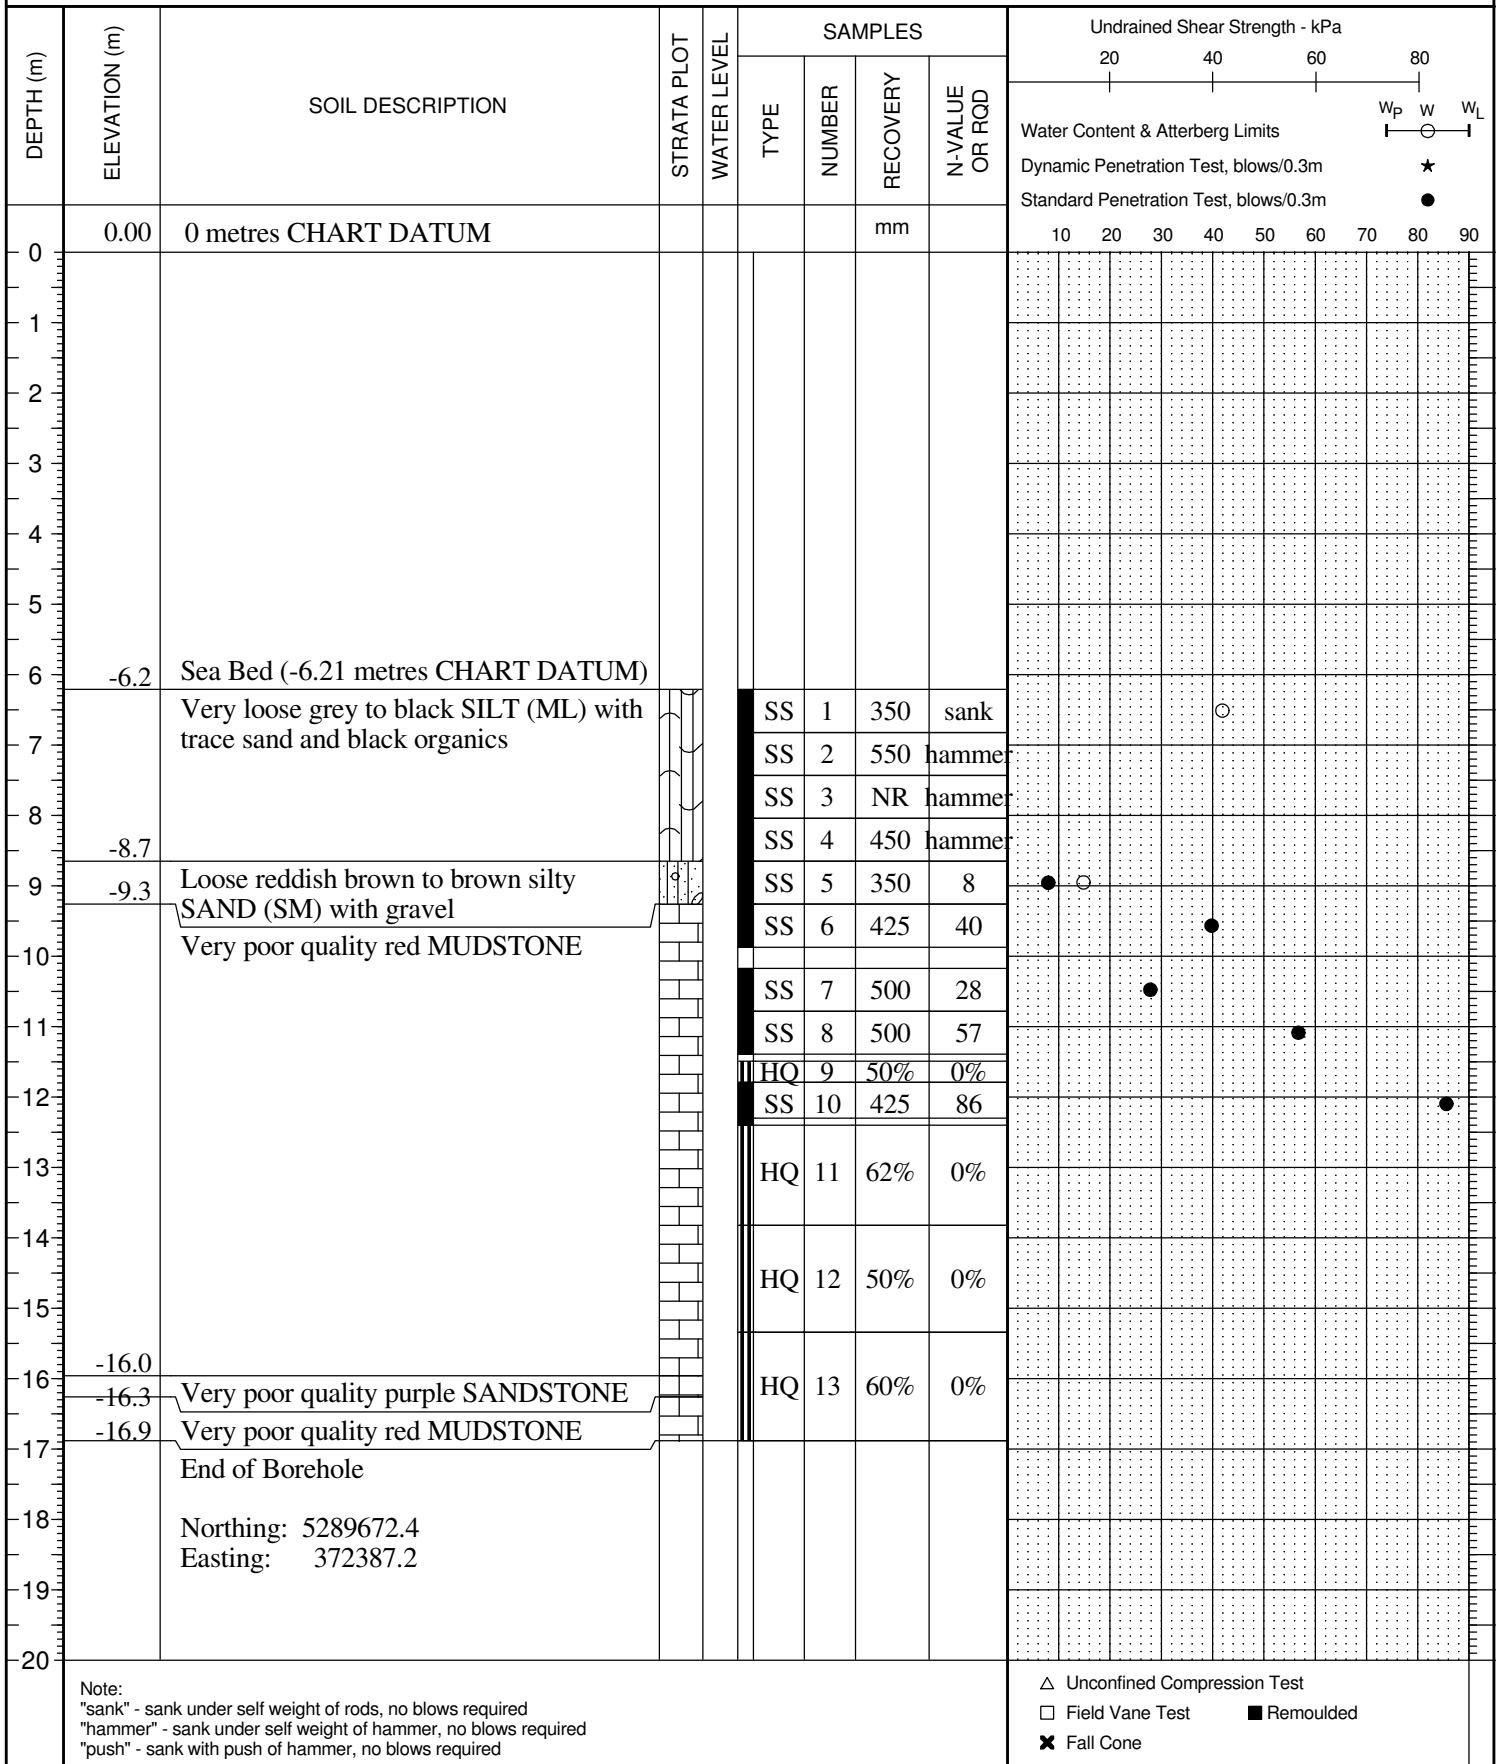 DEPTH (m)
ELEVATION (m)
SOIL DESCRIPTION
STRATA PLOT
WATER LEVEL
SAMPLES
TYPE
NUMBER
RECOVERY
N-VALUE
OR RQD
Undrained Shear Strength - kPa
20 40 60 80
W_P W W_L
Water Content & Atterberg Limits
Dynamic Penetration Test, blows/0.3m ★
Standard Penetration Test, blows/0.3m ●
0.00 0 metres CHART DATUM mm
10 20 30 40 50 60 70 80 90
0
1
2
3
4
5
6
7
8
9
10
11
12
13
14
15
16
17
18
19
20
-6.2 Sea Bed (-6.21 metres CHART DATUM)
Very loose grey to black SILT (ML) with
trace sand and black organics
-8.7
Loose reddish brown to brown silty
-9.3
SAND (SM) with gravel
Very poor quality red MUDSTONE
-16.0
-16.3 Very poor quality purple SANDSTONE
-16.9 Very poor quality red MUDSTONE
End of Borehole
Northing: 5289672.4
Easting: 372387.2
SS 1 350 sank
SS 2 550 hammer
SS 3 NR hammer
SS 4 450 hammer
SS 5 350 8
SS 6 425 40
SS 7 500 28
SS 8 500 57
HQ 9 50% 0%
SS 10 425 86
HQ 11 62% 0%
HQ 12 50% 0%
HQ 13 60% 0%
Note:
"sank" - sank under self weight of rods, no blows required
"hammer" - sank under self weight of hammer, no blows required
"push" - sank with push of hammer, no blows required
△ Unconfined Compression Test
□ Field Vane Test ■ Remoulded
✖ Fall Cone